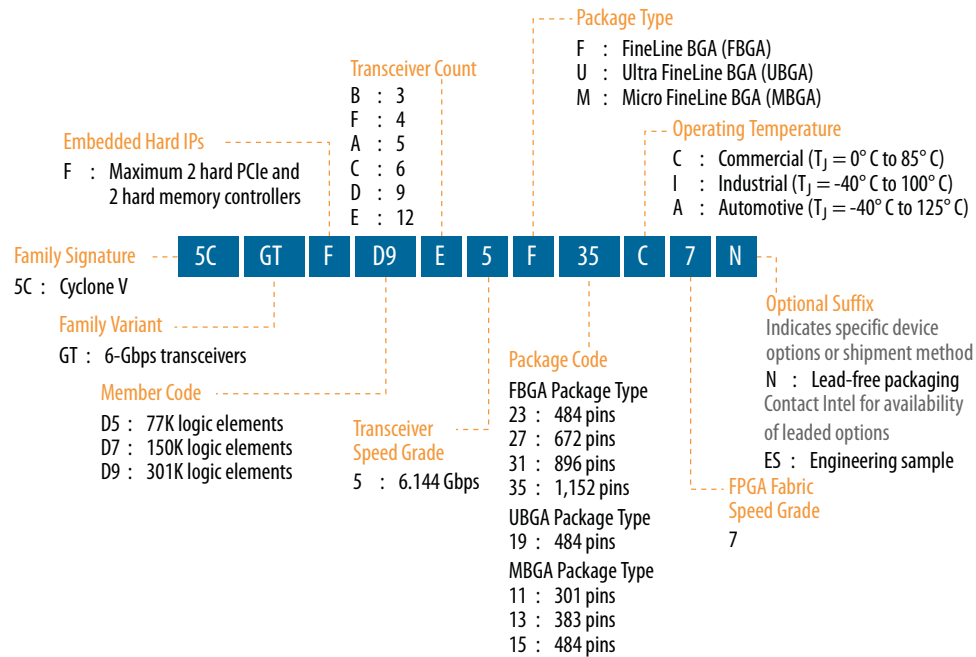 Package Type
F : FineLine BGA (FBGA)
U : Ultra FineLine BGA (UBGA)
M : Micro FineLine BGA (MBGA)
Transceiver Count
B : 3
F : 4
A : 5
C : 6
D : 9
E : 12
Operating Temperature
C : Commercial (TJ = 0° C to 85° C)
I : Industrial (TJ = -40° C to 100° C)
A : Automotive (TJ = -40° C to 125° C)
Embedded Hard IPs
F : Maximum 2 hard PCIe and
2 hard memory controllers
Family Signature
5C : Cyclone V
5C GT F D9 E 5 F 35 C 7 N
Family Variant
GT : 6-Gbps transceivers
Member Code
D5 : 77K logic elements
D7 : 150K logic elements
D9 : 301K logic elements
Transceiver
Speed Grade
5 : 6.144 Gbps
Package Code
FBGA Package Type
23 : 484 pins
27 : 672 pins
31 : 896 pins
35 : 1,152 pins
UBGA Package Type
19 : 484 pins
MBGA Package Type
11 : 301 pins
13 : 383 pins
15 : 484 pins
Optional Suffix
Indicates specific device
options or shipment method
N : Lead-free packaging
Contact Intel for availability
of leaded options
ES : Engineering sample
FPGA Fabric
Speed Grade
7